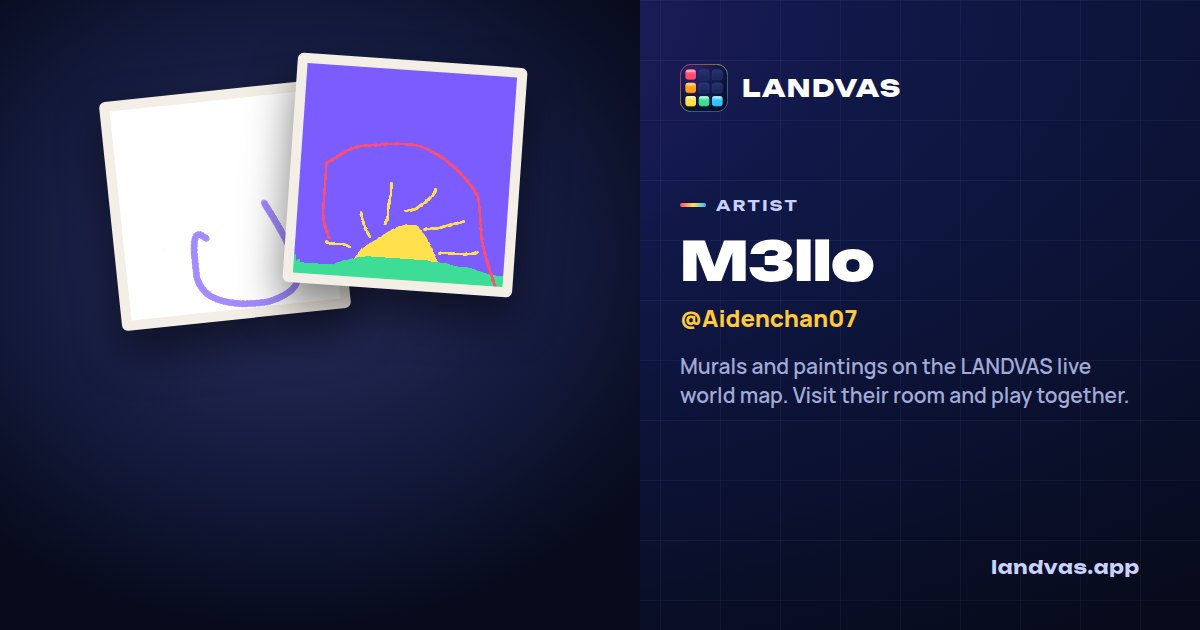 LANDVAS
ARTIST
M3llo
@Aidenchan07
Murals and paintings on the LANDVAS live
world map. Visit their room and play together.
landvas.app